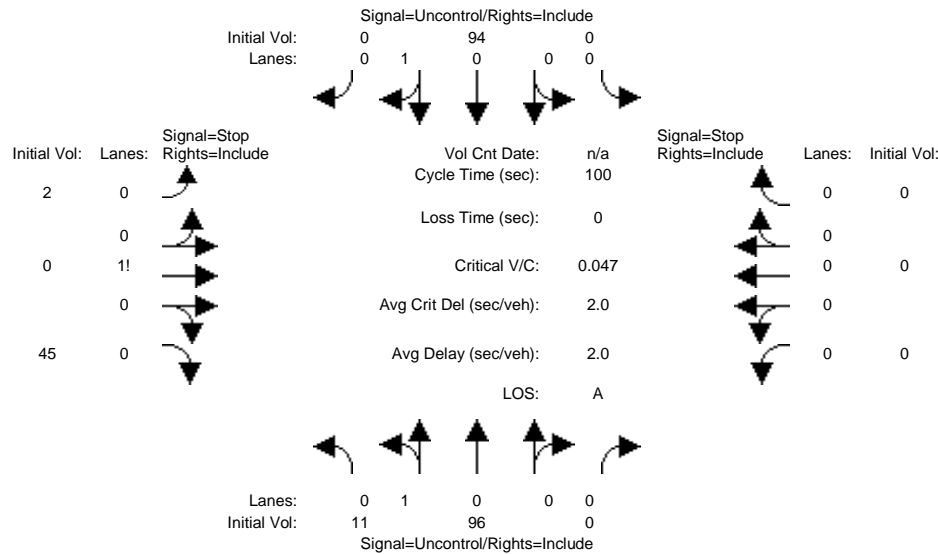 Signal=Uncontrol/Rights=Include
Initial Vol: 0 94 0
Lanes: 0 1 0 0 0
Signal=Stop Signal=Stop
Initial Vol: Lanes: Rights=Include Vol Cnt Date: n/a Rights=Include Lanes: Initial Vol:
Cycle Time (sec): 100
2 0 0 0
Loss Time (sec): 0
0 0
0 1! Critical V/C: 0.047 0 0
0 Avg Crit Del (sec/veh): 2.0 0
45 0 Avg Delay (sec/veh): 2.0 0 0
LOS: A
Lanes: 0 1 0 0 0
Initial Vol: 11 96 0
Signal=Uncontrol/Rights=Include